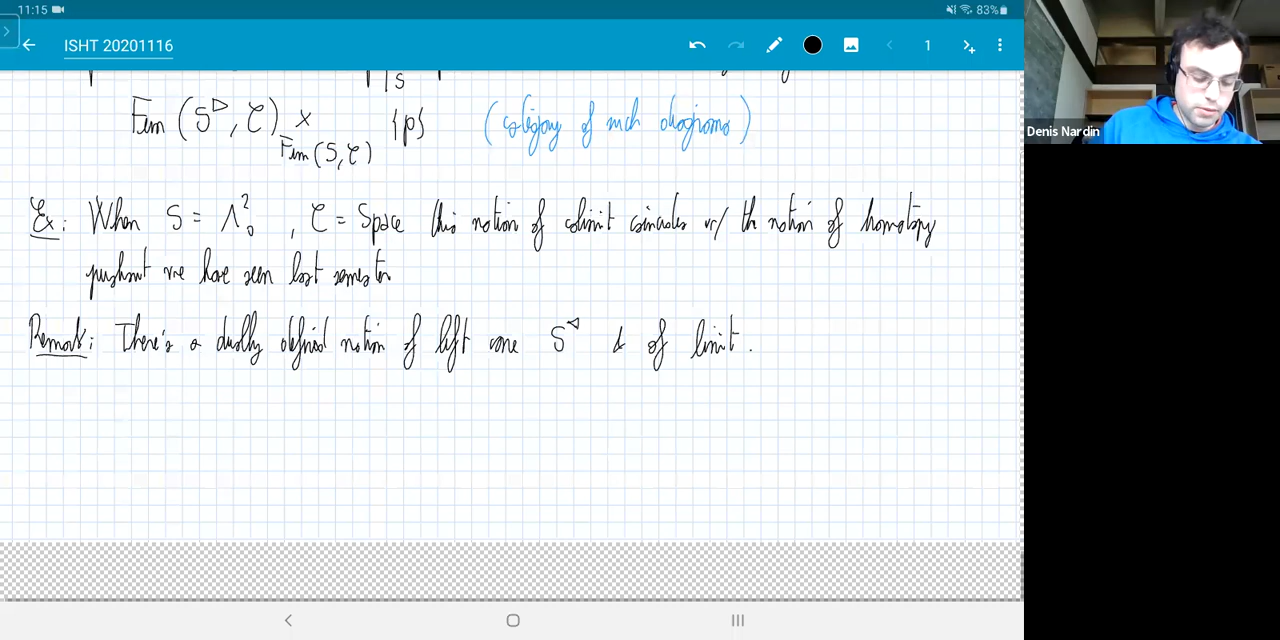 11:15
83%
ISHT 20201116
1
Denis Nardin
| S
Fun (S▷, C) × {p} (category of such diagrams)
Fun (S, C)
Ex: When S = Λ²₀, C = Space this notion of colimit coincides w/ the notion of homotopy
pushout we have seen last semester
Remark: There's a dually defined notion of left cone S◁ & of limit.